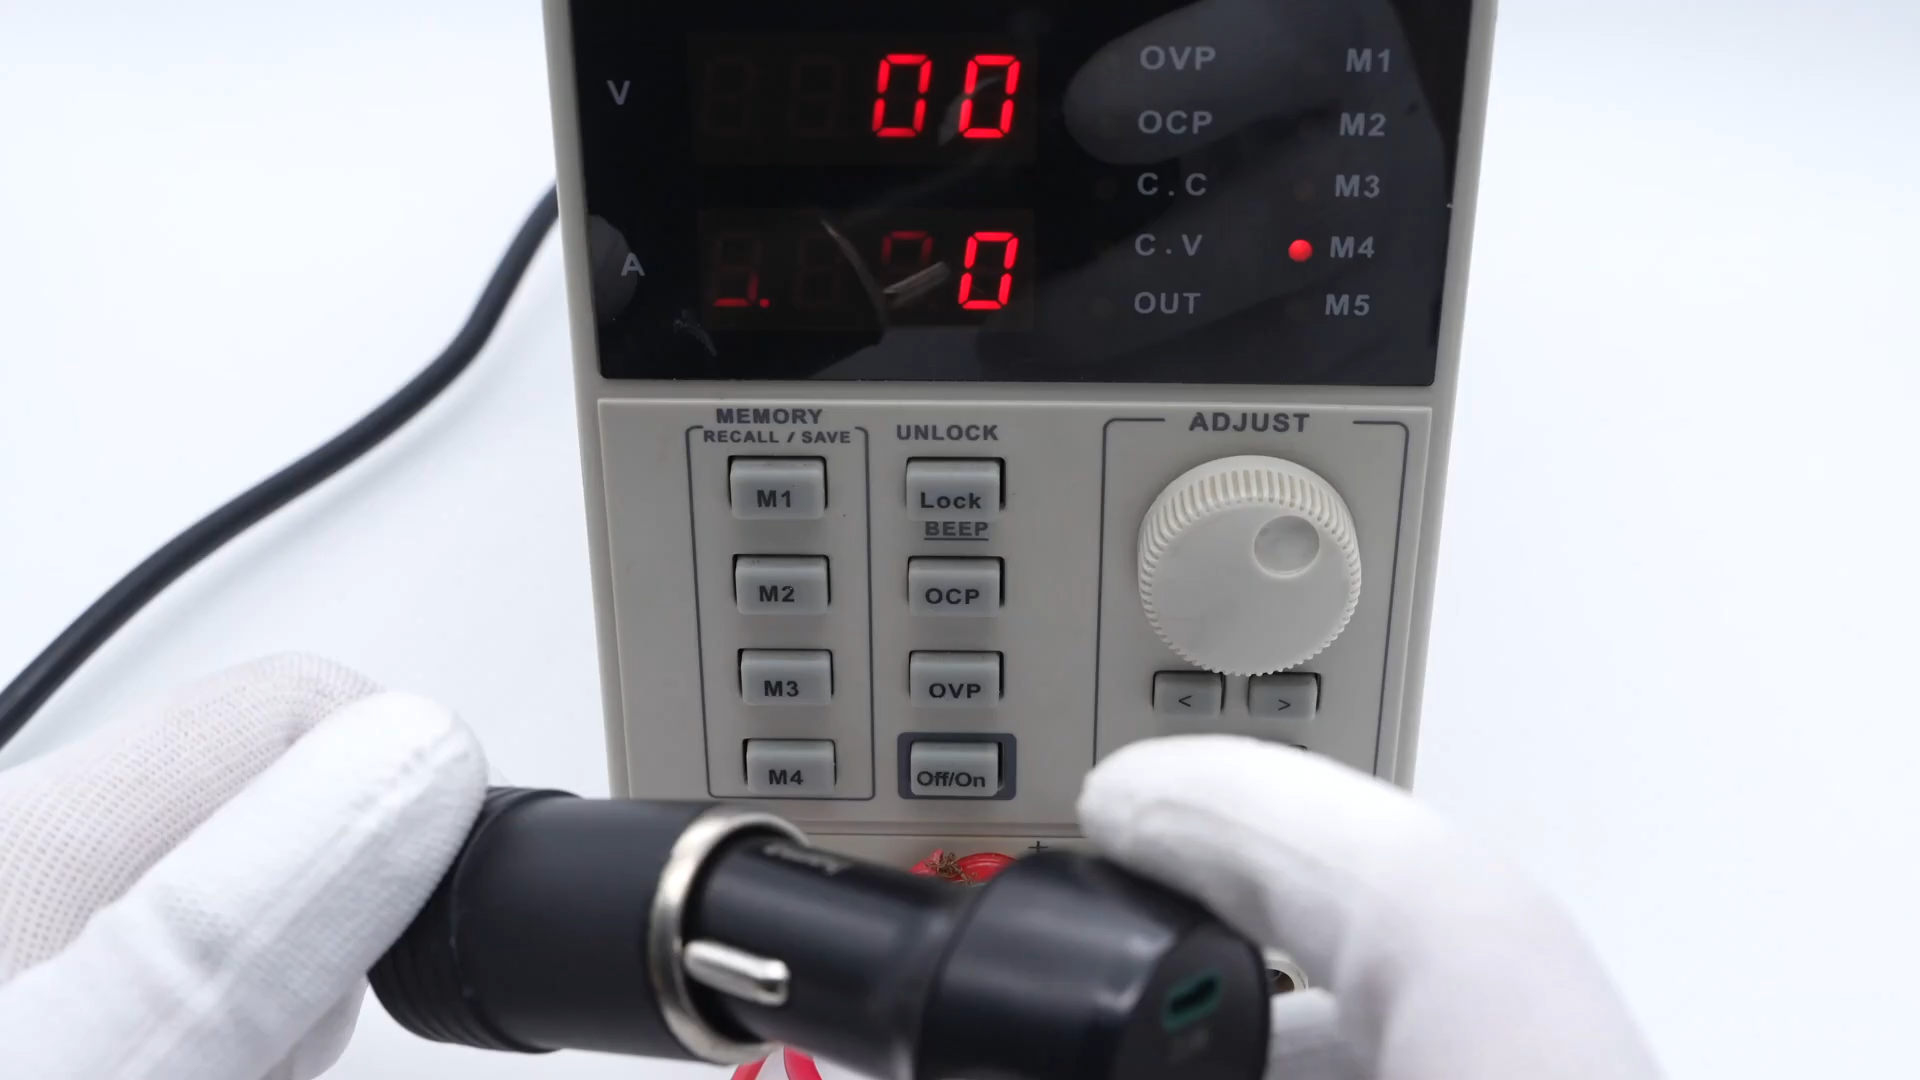 V
00
A
0
OVP
M1
OCP
M2
C.C
M3
C.V
M4
OUT
M5
MEMORY
RECALL / SAVE
M1
M2
M3
M4
UNLOCK
Lock
BEEP
OCP
OVP
Off/On
ADJUST
<
>
+